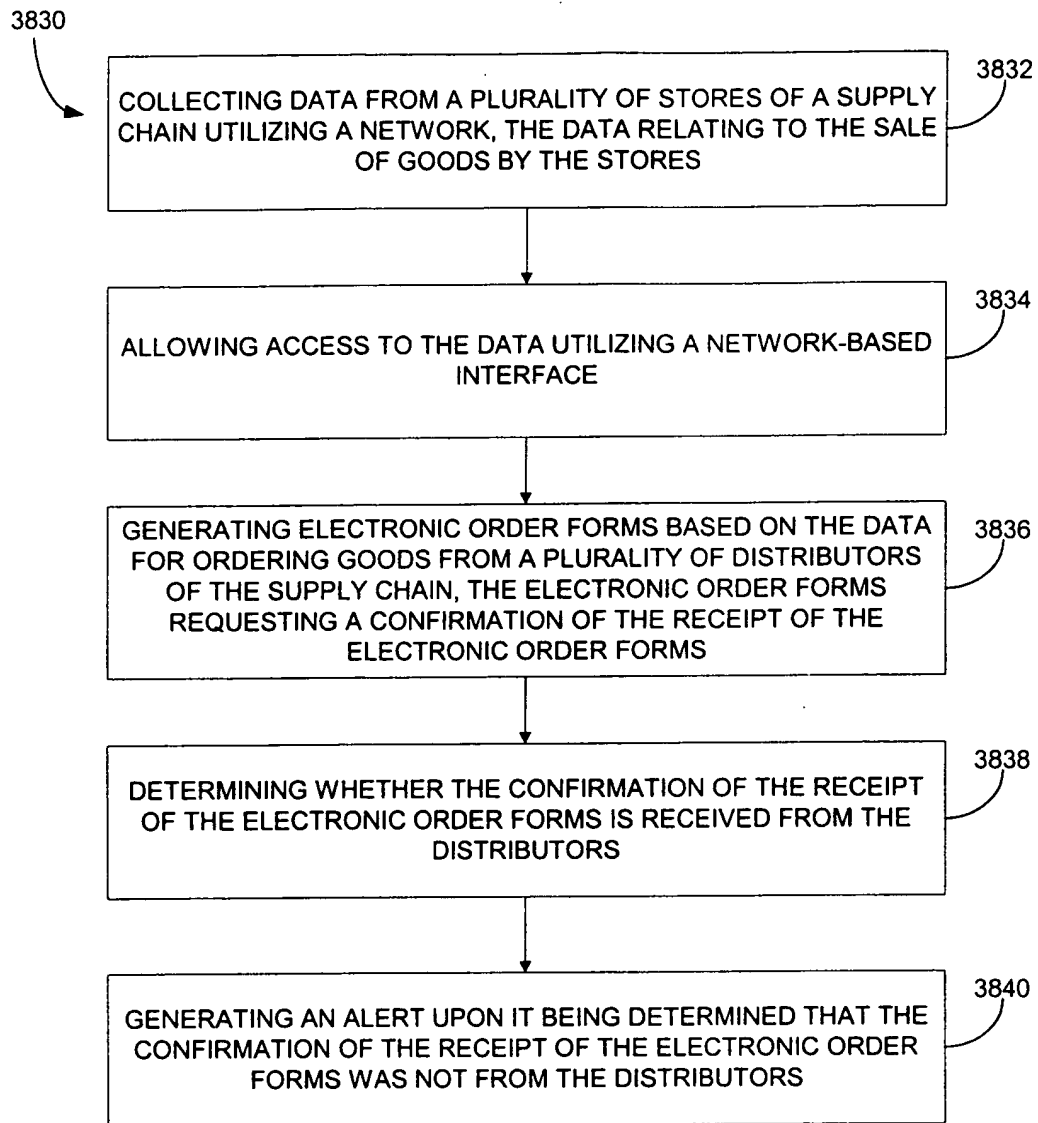 3830
3832
COLLECTING DATA FROM A PLURALITY OF STORES OF A SUPPLY
CHAIN UTILIZING A NETWORK, THE DATA RELATING TO THE SALE
OF GOODS BY THE STORES
3834
ALLOWING ACCESS TO THE DATA UTILIZING A NETWORK-BASED
INTERFACE
3836
GENERATING ELECTRONIC ORDER FORMS BASED ON THE DATA
FOR ORDERING GOODS FROM A PLURALITY OF DISTRIBUTORS
OF THE SUPPLY CHAIN, THE ELECTRONIC ORDER FORMS
REQUESTING A CONFIRMATION OF THE RECEIPT OF THE
ELECTRONIC ORDER FORMS
3838
DETERMINING WHETHER THE CONFIRMATION OF THE RECEIPT
OF THE ELECTRONIC ORDER FORMS IS RECEIVED FROM THE
DISTRIBUTORS
3840
GENERATING AN ALERT UPON IT BEING DETERMINED THAT THE
CONFIRMATION OF THE RECEIPT OF THE ELECTRONIC ORDER
FORMS WAS NOT FROM THE DISTRIBUTORS